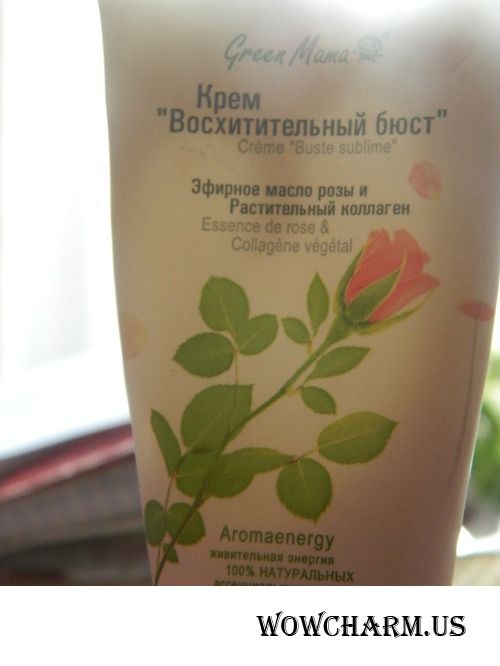 Green Mama
Крем
"Восхитительный бюст"
Crème "Buste sublime"
Эфирное масло розы и
Растительный коллаген
Essence de rose &
Collagène végétal
Aromaenergy
живительная энергия
100% НАТУРАЛЬНЫХ
WOWCHARM.US